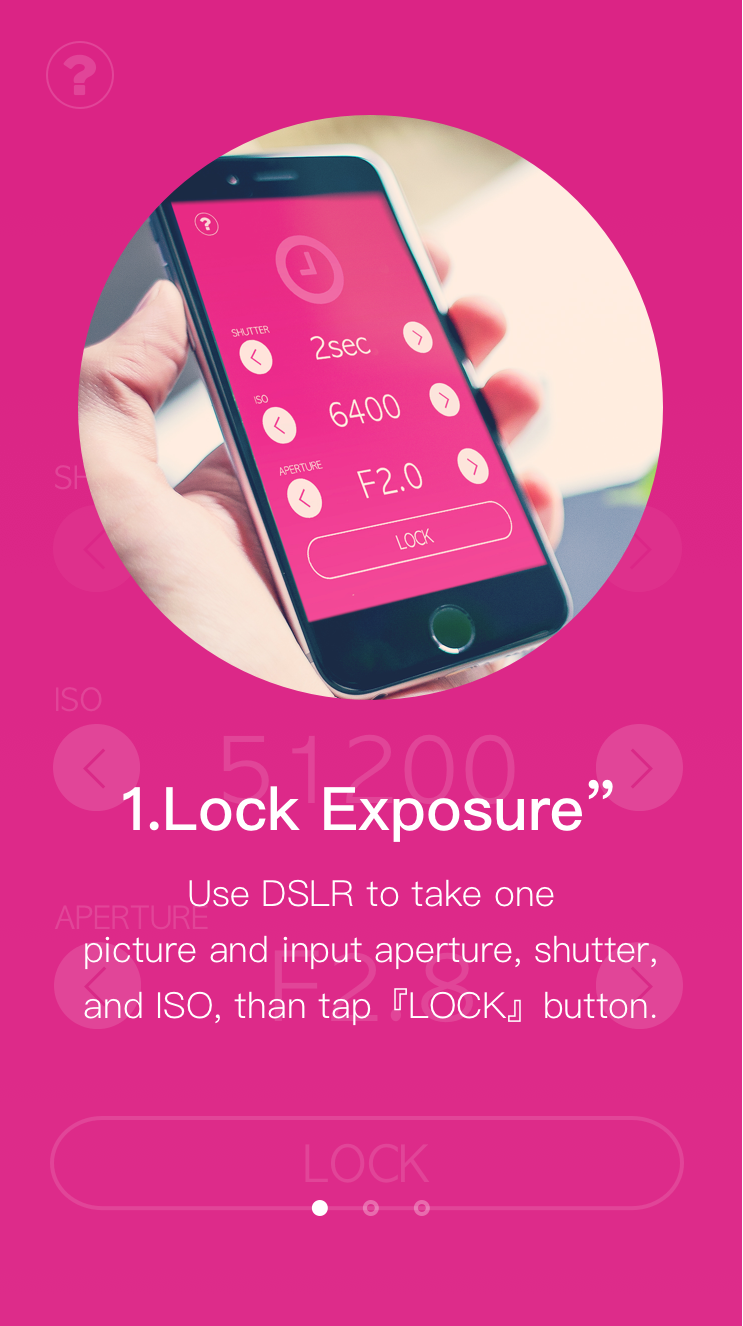 ?
?
SHUTTER
2sec
ISO
6400
APERTURE
F2.0
LOCK
SH
ISO
51200
1.Lock Exposure”
Use DSLR to take one
APERTURE
picture and input aperture, shutter,
F2.8
and ISO, than tap『LOCK』button.
LOCK